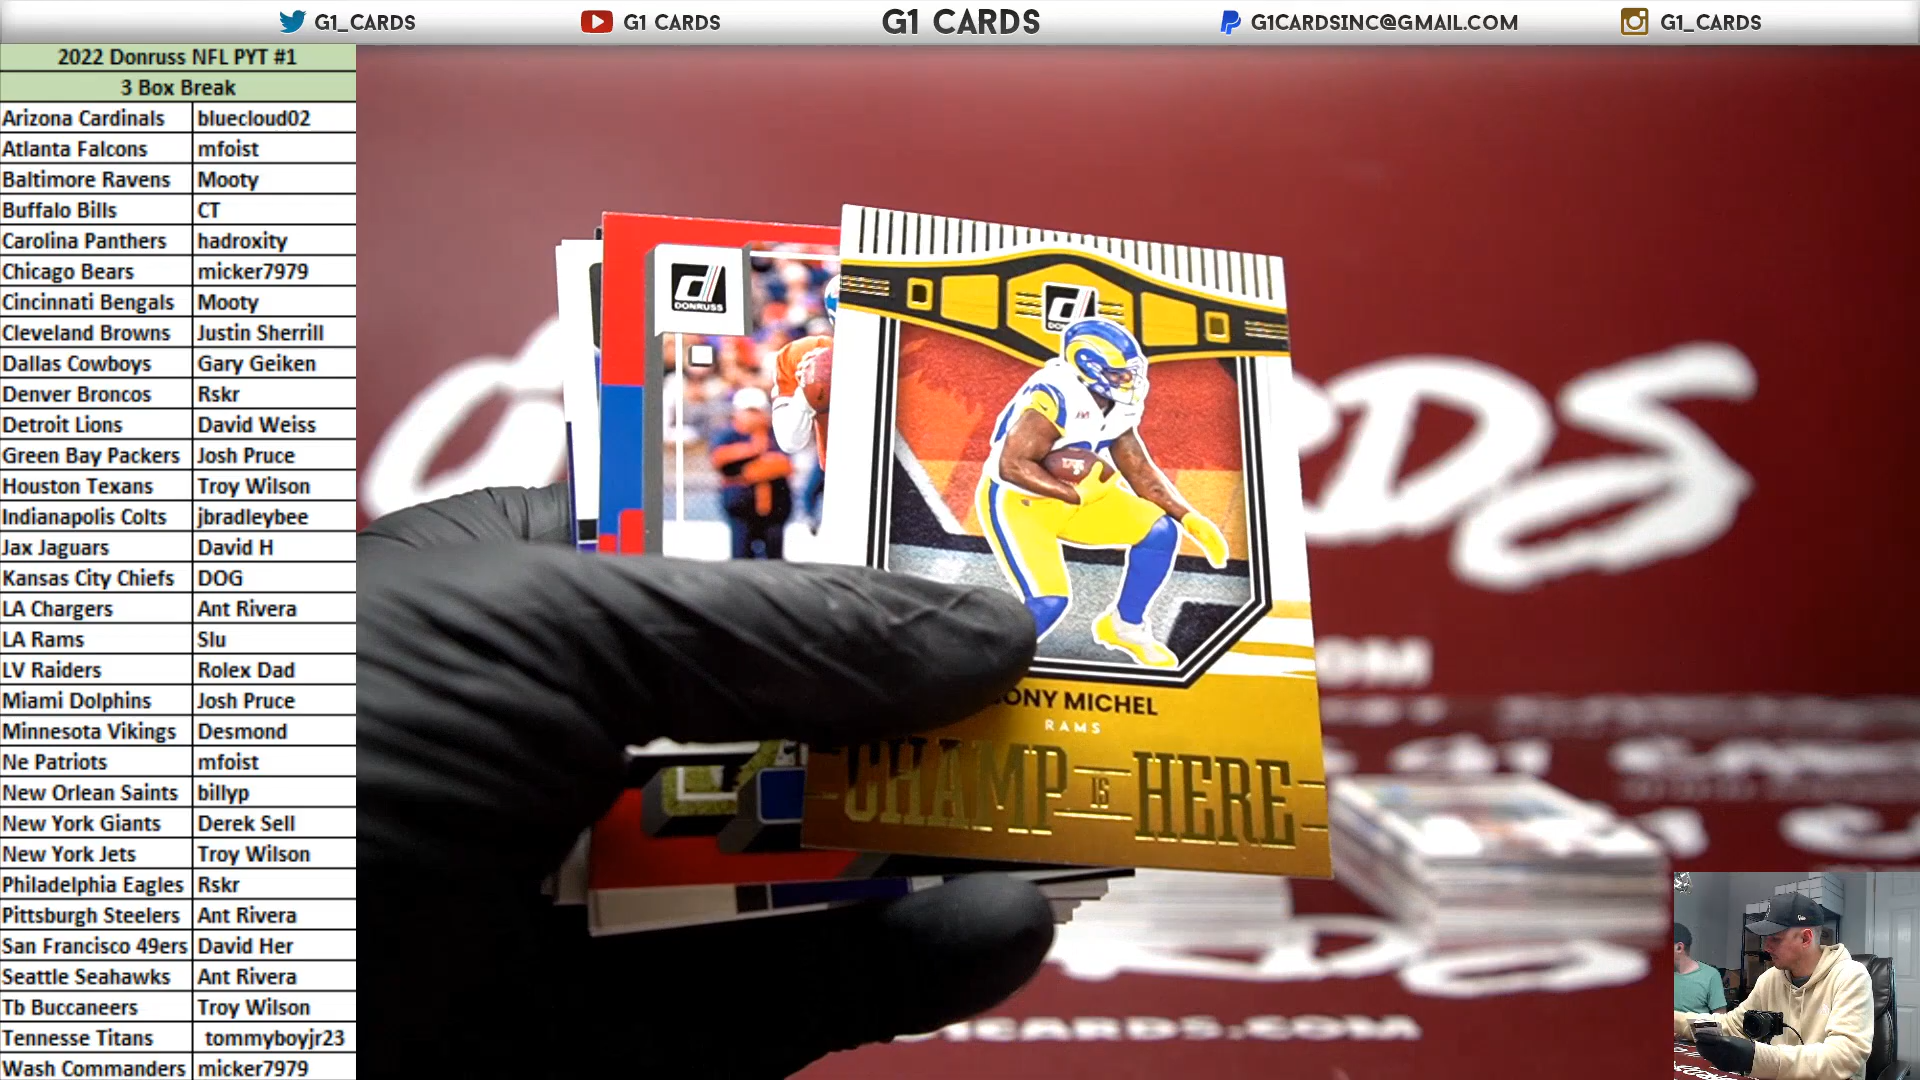 G1_CARDS
G1 CARDS
G1 CARDS
G1CARDSINC@GMAIL.COM
G1_CARDS
2022 Donruss NFL PYT #1
3 Box Break
Arizona Cardinals bluecloud02
Atlanta Falcons mfoist
Baltimore Ravens Mooty
Buffalo Bills CT
Carolina Panthers hadroxity
Chicago Bears micker7979
Cincinnati Bengals Mooty
Cleveland Browns Justin Sherrill
Dallas Cowboys Gary Geiken
Denver Broncos Rskr
Detroit Lions David Weiss
Green Bay Packers Josh Pruce
Houston Texans Troy Wilson
Indianapolis Colts jbradleybee
Jax Jaguars David H
Kansas City Chiefs DOG
LA Chargers Ant Rivera
LA Rams Slu
LV Raiders Rolex Dad
Miami Dolphins Josh Pruce
Minnesota Vikings Desmond
Ne Patriots mfoist
New Orlean Saints billyp
New York Giants Derek Sell
New York Jets Troy Wilson
Philadelphia Eagles Rskr
Pittsburgh Steelers Ant Rivera
San Francisco 49ers David Her
Seattle Seahawks Ant Rivera
Tb Buccaneers Troy Wilson
Tennesse Titans tommyboyjr23
Wash Commanders micker7979
DONRUSS
ONY MICHEL
RAMS
CHAMP IS HERE